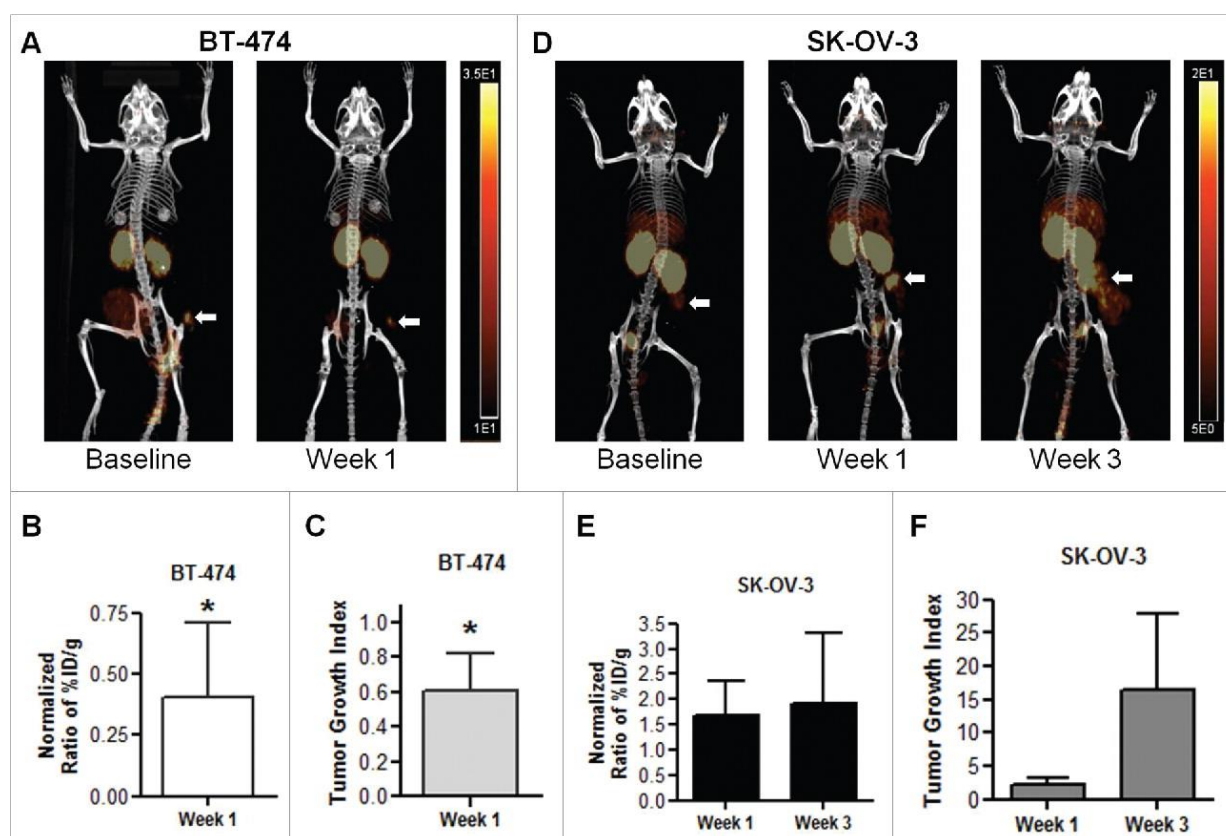 A
BT-474
3.5E1
1E1
Baseline
Week 1
D
SK-OV-3
2E1
5E0
Baseline
Week 1
Week 3
B
BT-474
*
Normalized
Ratio of %ID/g
0.75
0.50
0.25
0.00
Week 1
C
BT-474
*
Tumor Growth Index
1.0
0.8
0.6
0.4
0.2
0.0
Week 1
E
SK-OV-3
Normalized
Ratio of %ID/g
3.5
3.0
2.5
2.0
1.5
1.0
0.5
0.0
Week 1
Week 3
F
SK-OV-3
Tumor Growth Index
30
25
20
15
10
5
0
Week 1
Week 3